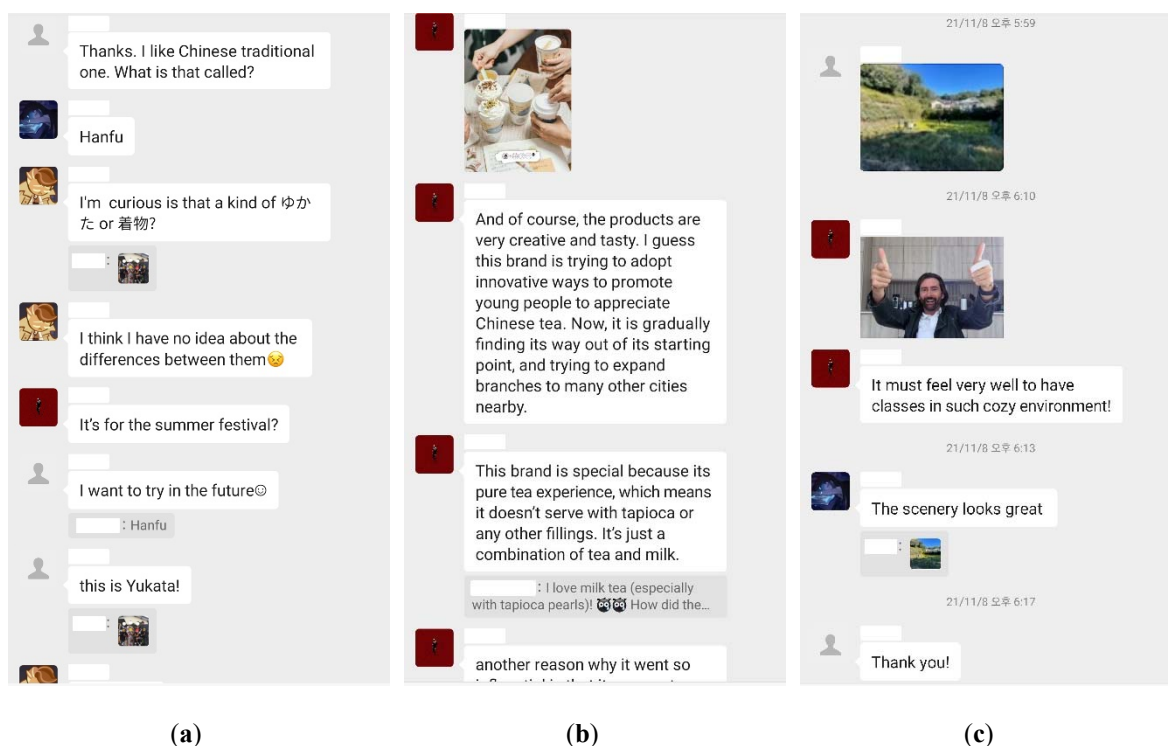 Thanks. I like Chinese traditional
one. What is that called?
Hanfu
I'm  curious is that a kind of ゆか
た or 着物?
:
I think I have no idea about the
differences between them😣
It's for the summer festival?
I want to try in the future☺
: Hanfu
this is Yukata!
:
(a)
And of course, the products are
very creative and tasty. I guess
this brand is trying to adopt
innovative ways to promote
young people to appreciate
Chinese tea. Now, it is gradually
finding its way out of its starting
point, and trying to expand
branches to many other cities
nearby.
This brand is special because its
pure tea experience, which means
it doesn't serve with tapioca or
any other fillings. It's just a
combination of tea and milk.
: I love milk tea (especially
with tapioca pearls)! How did the...
another reason why it went so
(b)
21/11/8 오후 5:59
21/11/8 오후 6:10
It must feel very well to have
classes in such cozy environment!
21/11/8 오후 6:13
The scenery looks great
:
21/11/8 오후 6:17
Thank you!
(c)